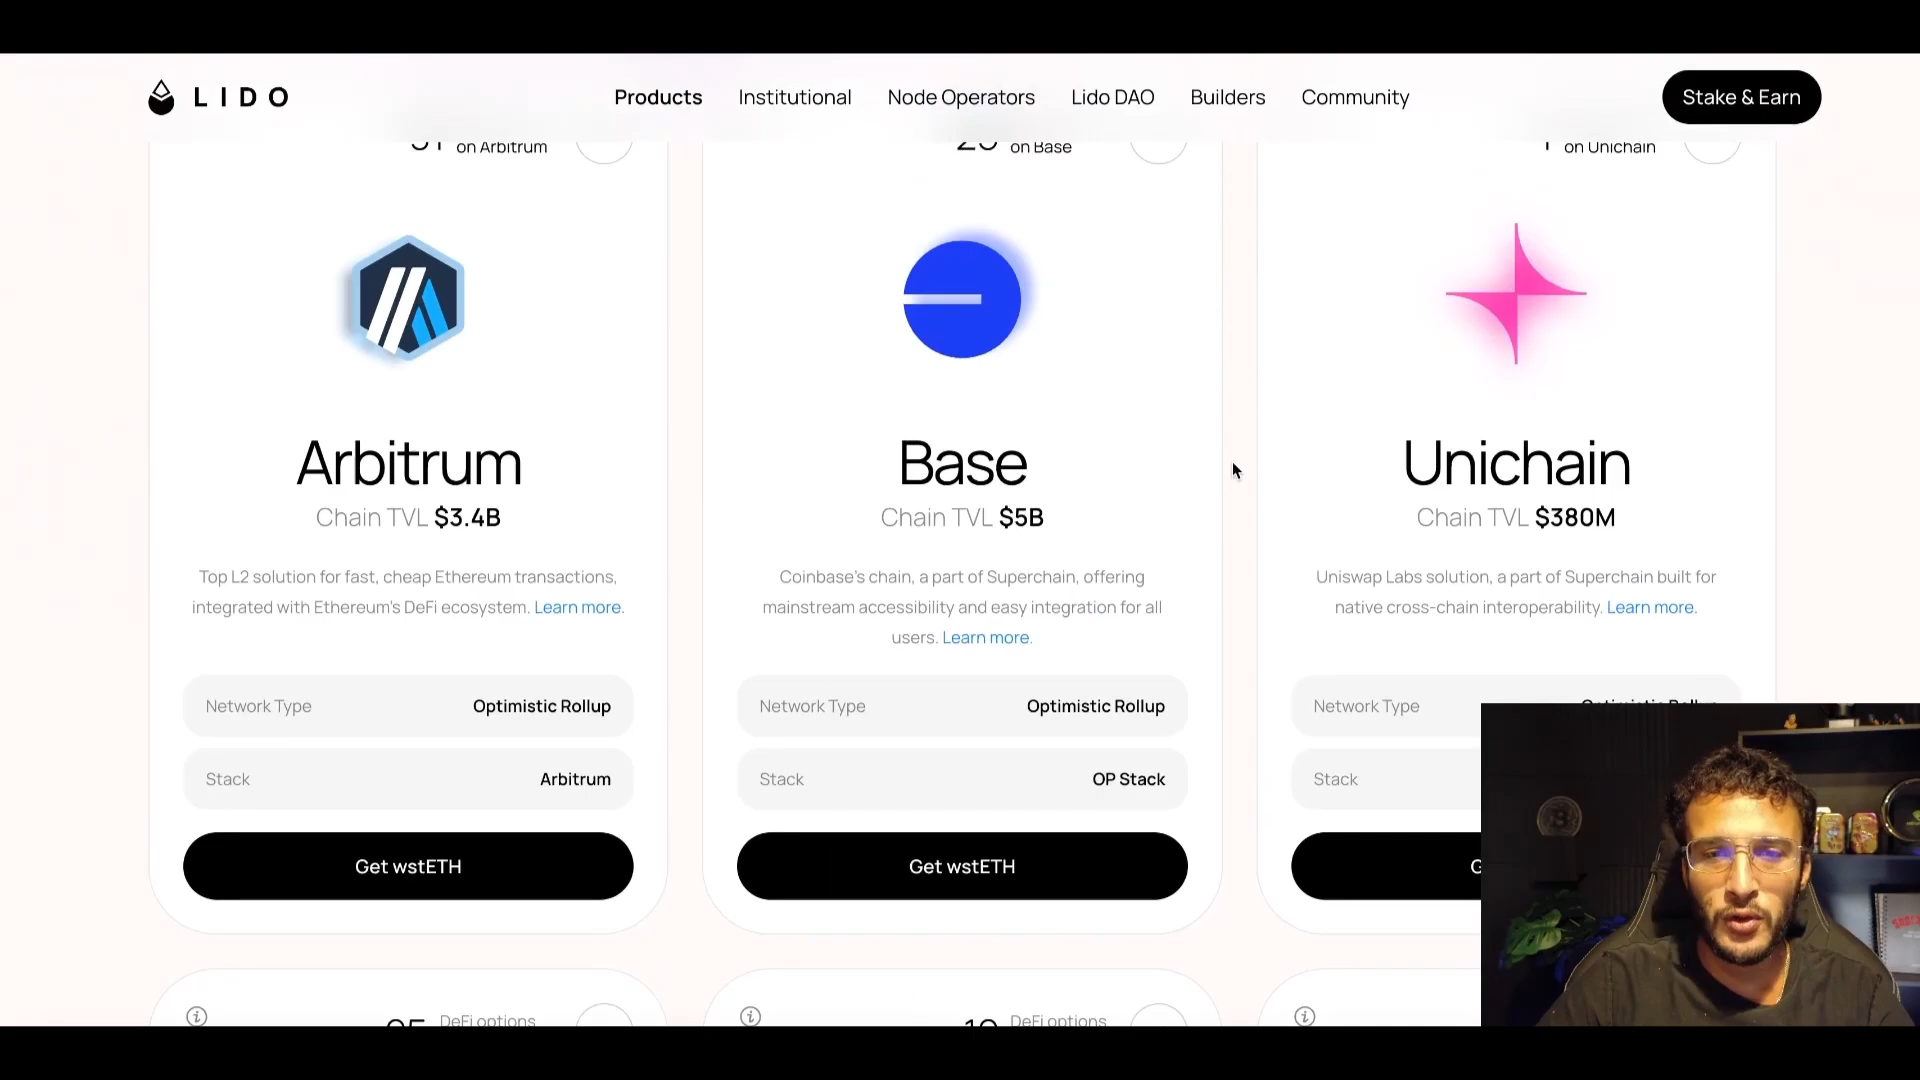 LIDO
Products Institutional Node Operators Lido DAO Builders Community
Stake & Earn
on Arbitrum
on Base
on Unichain
Arbitrum
Chain TVL $3.4B
Top L2 solution for fast, cheap Ethereum transactions,
integrated with Ethereum's DeFi ecosystem. Learn more.
Network Type Optimistic Rollup
Stack Arbitrum
Get wstETH
Base
Chain TVL $5B
Coinbase's chain, a part of Superchain, offering
mainstream accessibility and easy integration for all
users. Learn more.
Network Type Optimistic Rollup
Stack OP Stack
Get wstETH
Unichain
Chain TVL $380M
Uniswap Labs solution, a part of Superchain built for
native cross-chain interoperability. Learn more.
Network Type Optimistic Rollup
Stack
DeFi options
DeFi options